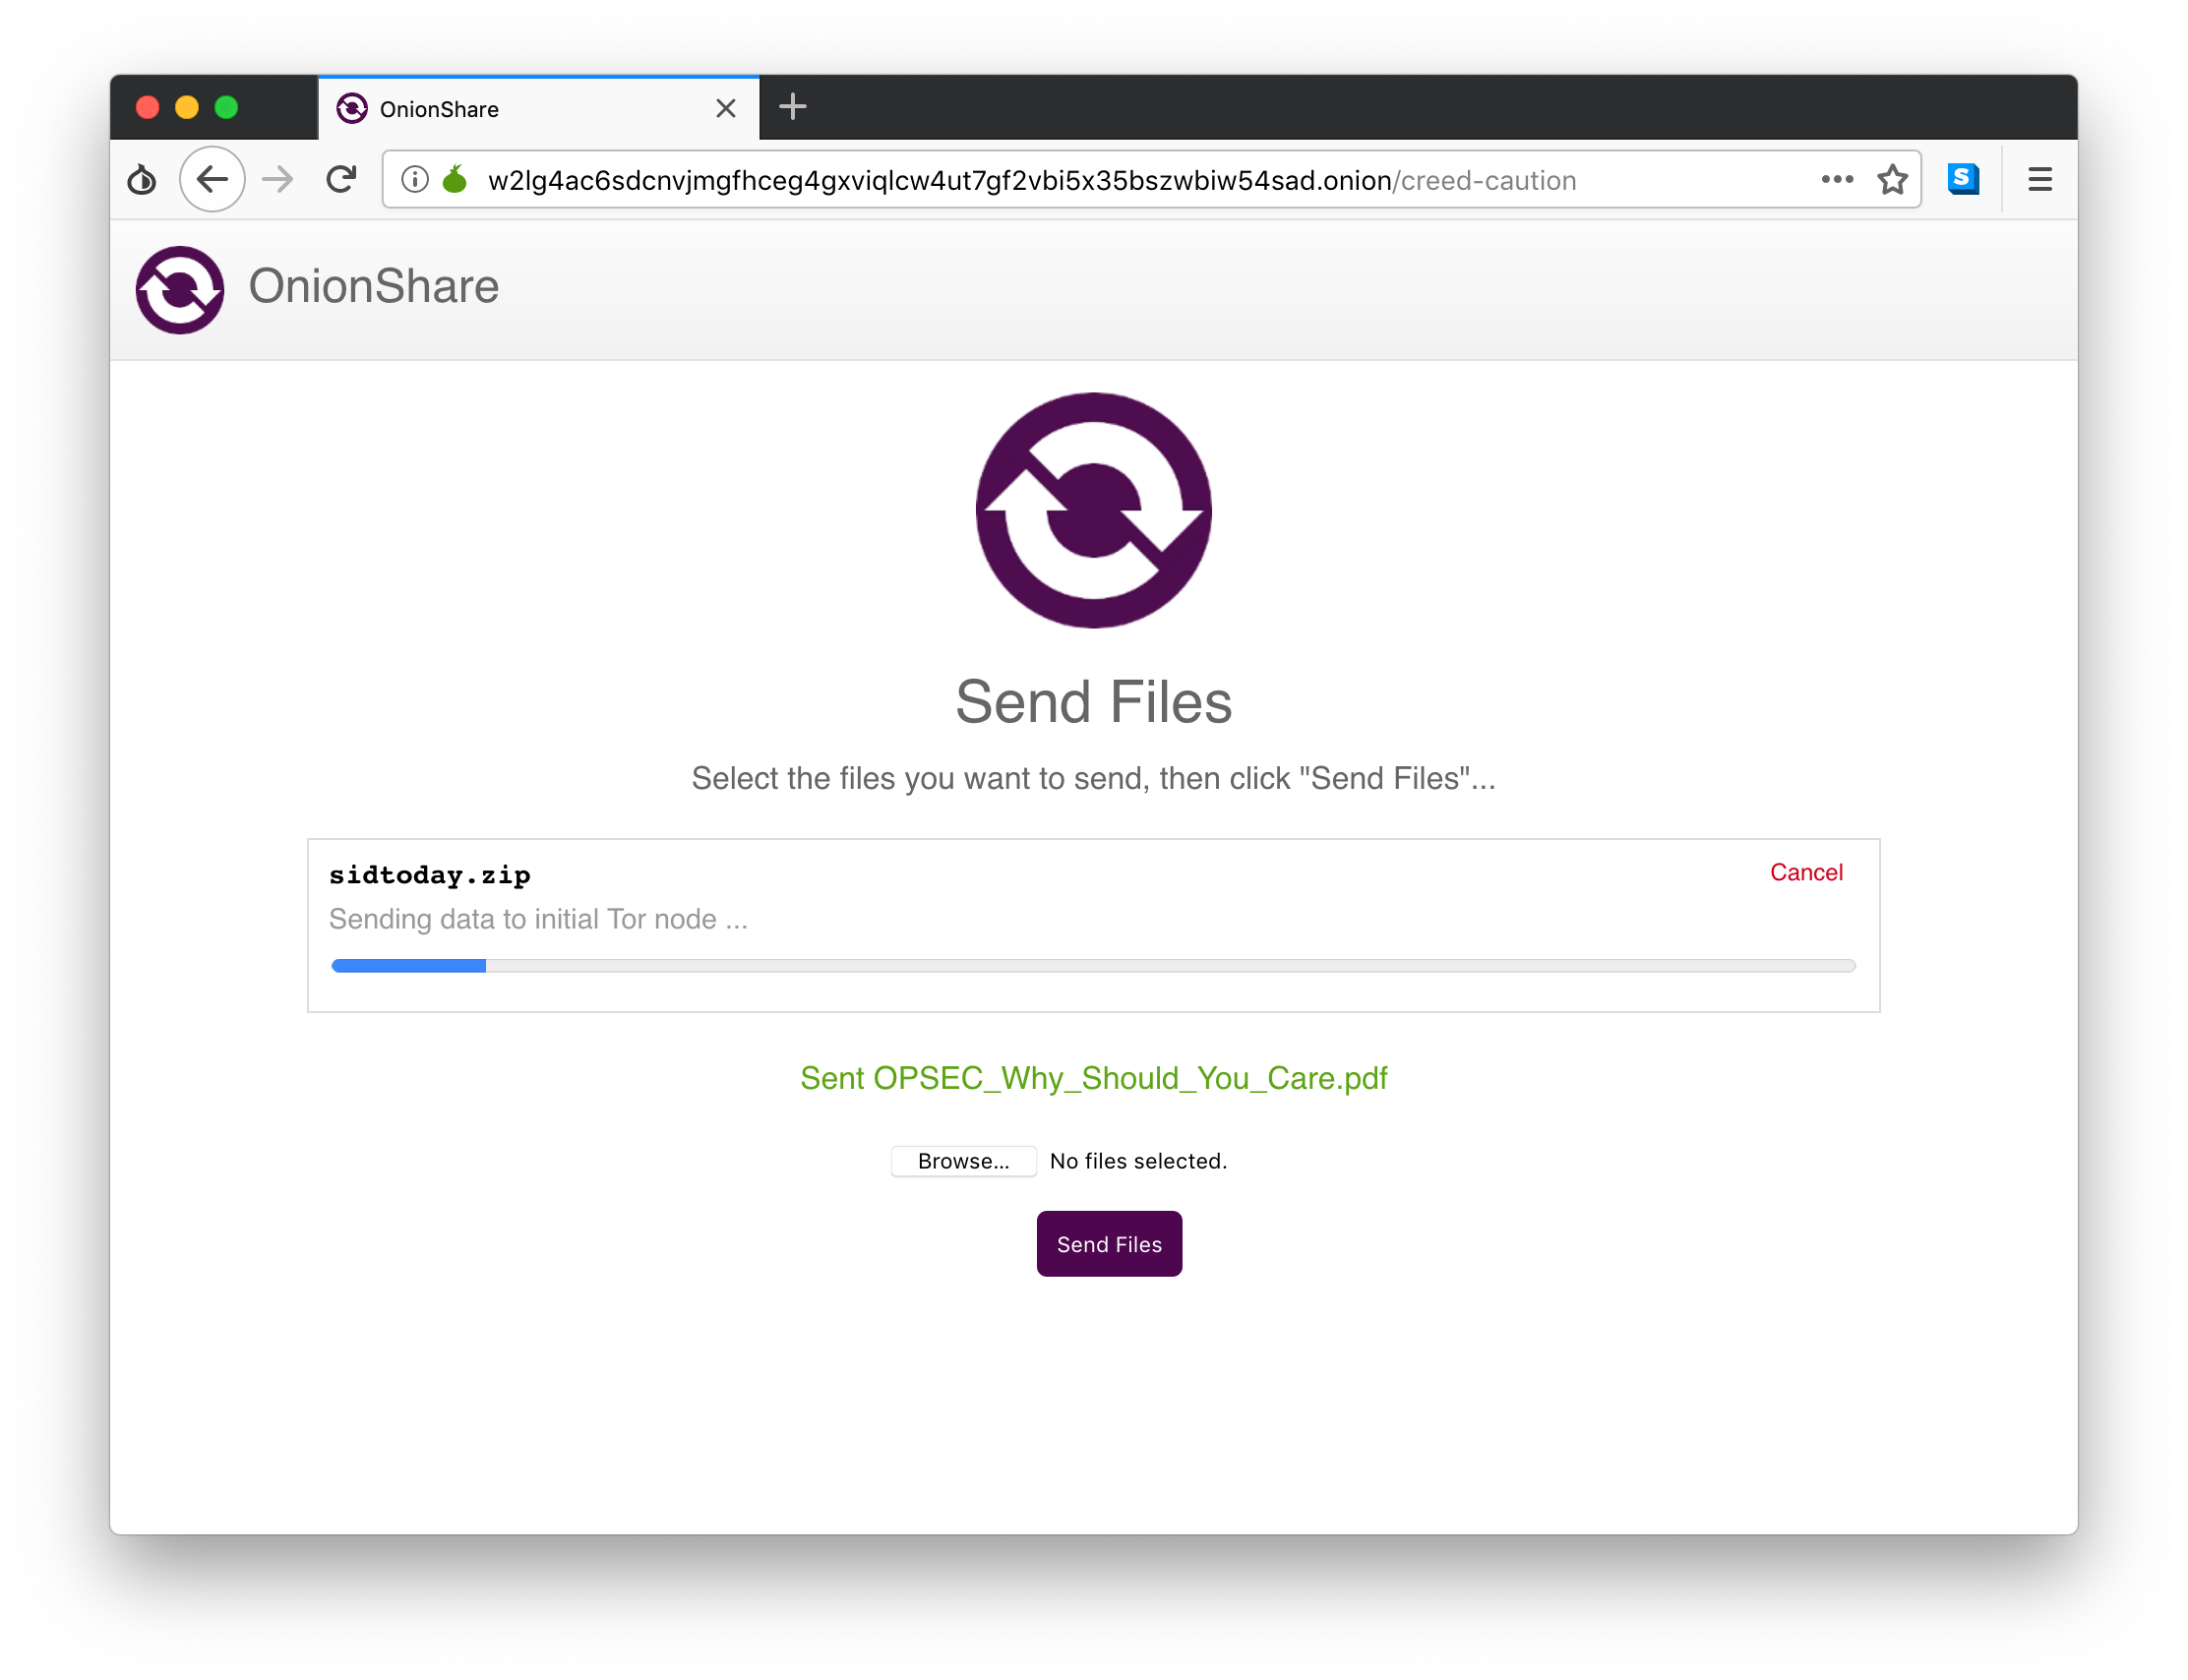 OnionShare
w2lg4ac6sdcnvjmgfhceg4gxviqlcw4ut7gf2vbi5x35bszwbiw54sad.onion/creed-caution
S
OnionShare
Send Files
Select the files you want to send, then click "Send Files"...
sidtoday.zip
Cancel
Sending data to initial Tor node ...
Sent OPSEC_Why_Should_You_Care.pdf
Browse... No files selected.
Send Files